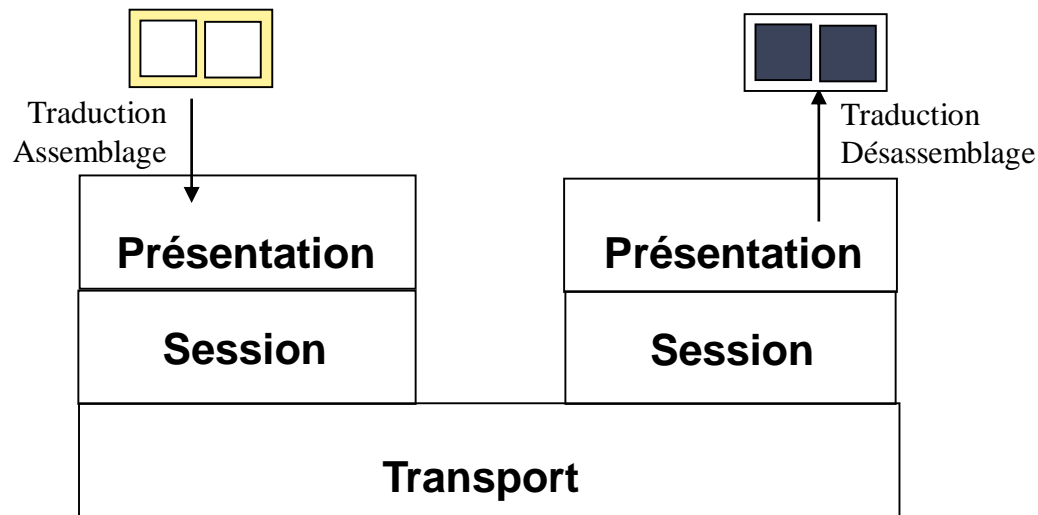 Traduction
Assemblage
Traduction
Désassemblage
Présentation
Présentation
Session
Session
Transport